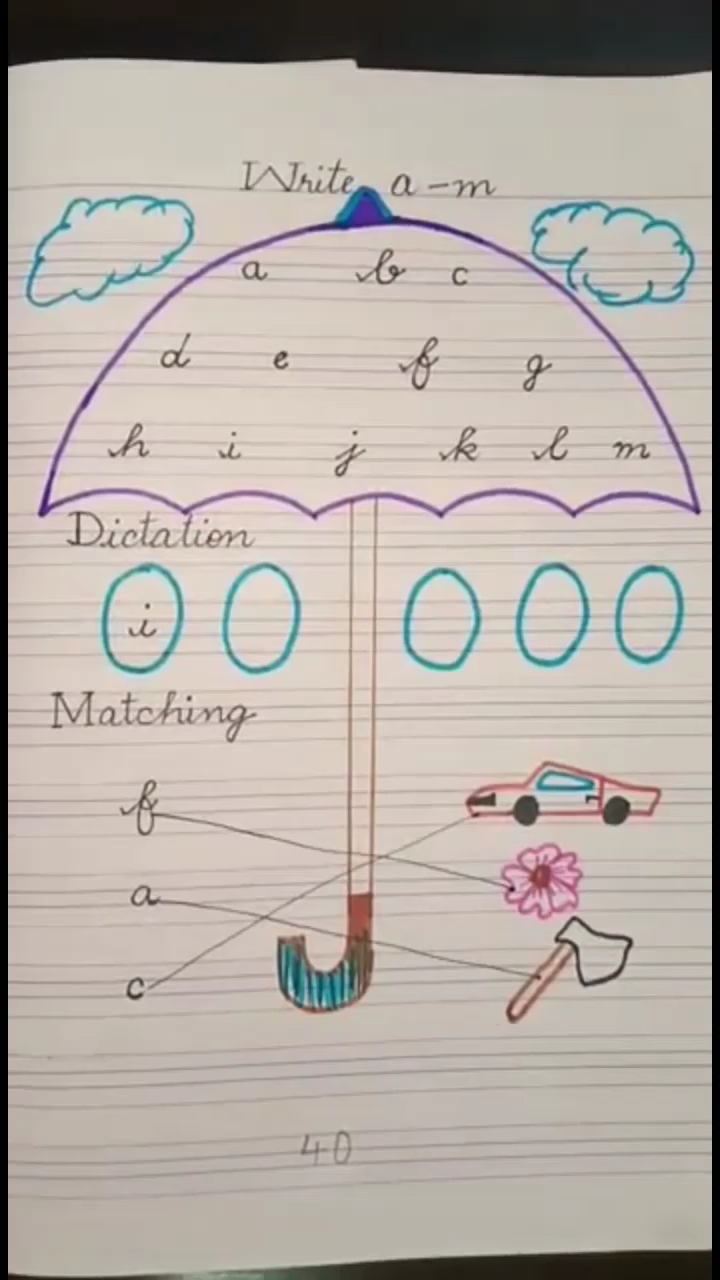 Write a-m
a b c
d e f g
h i j k l m
Dictation
i
Matching
f
a
c
40